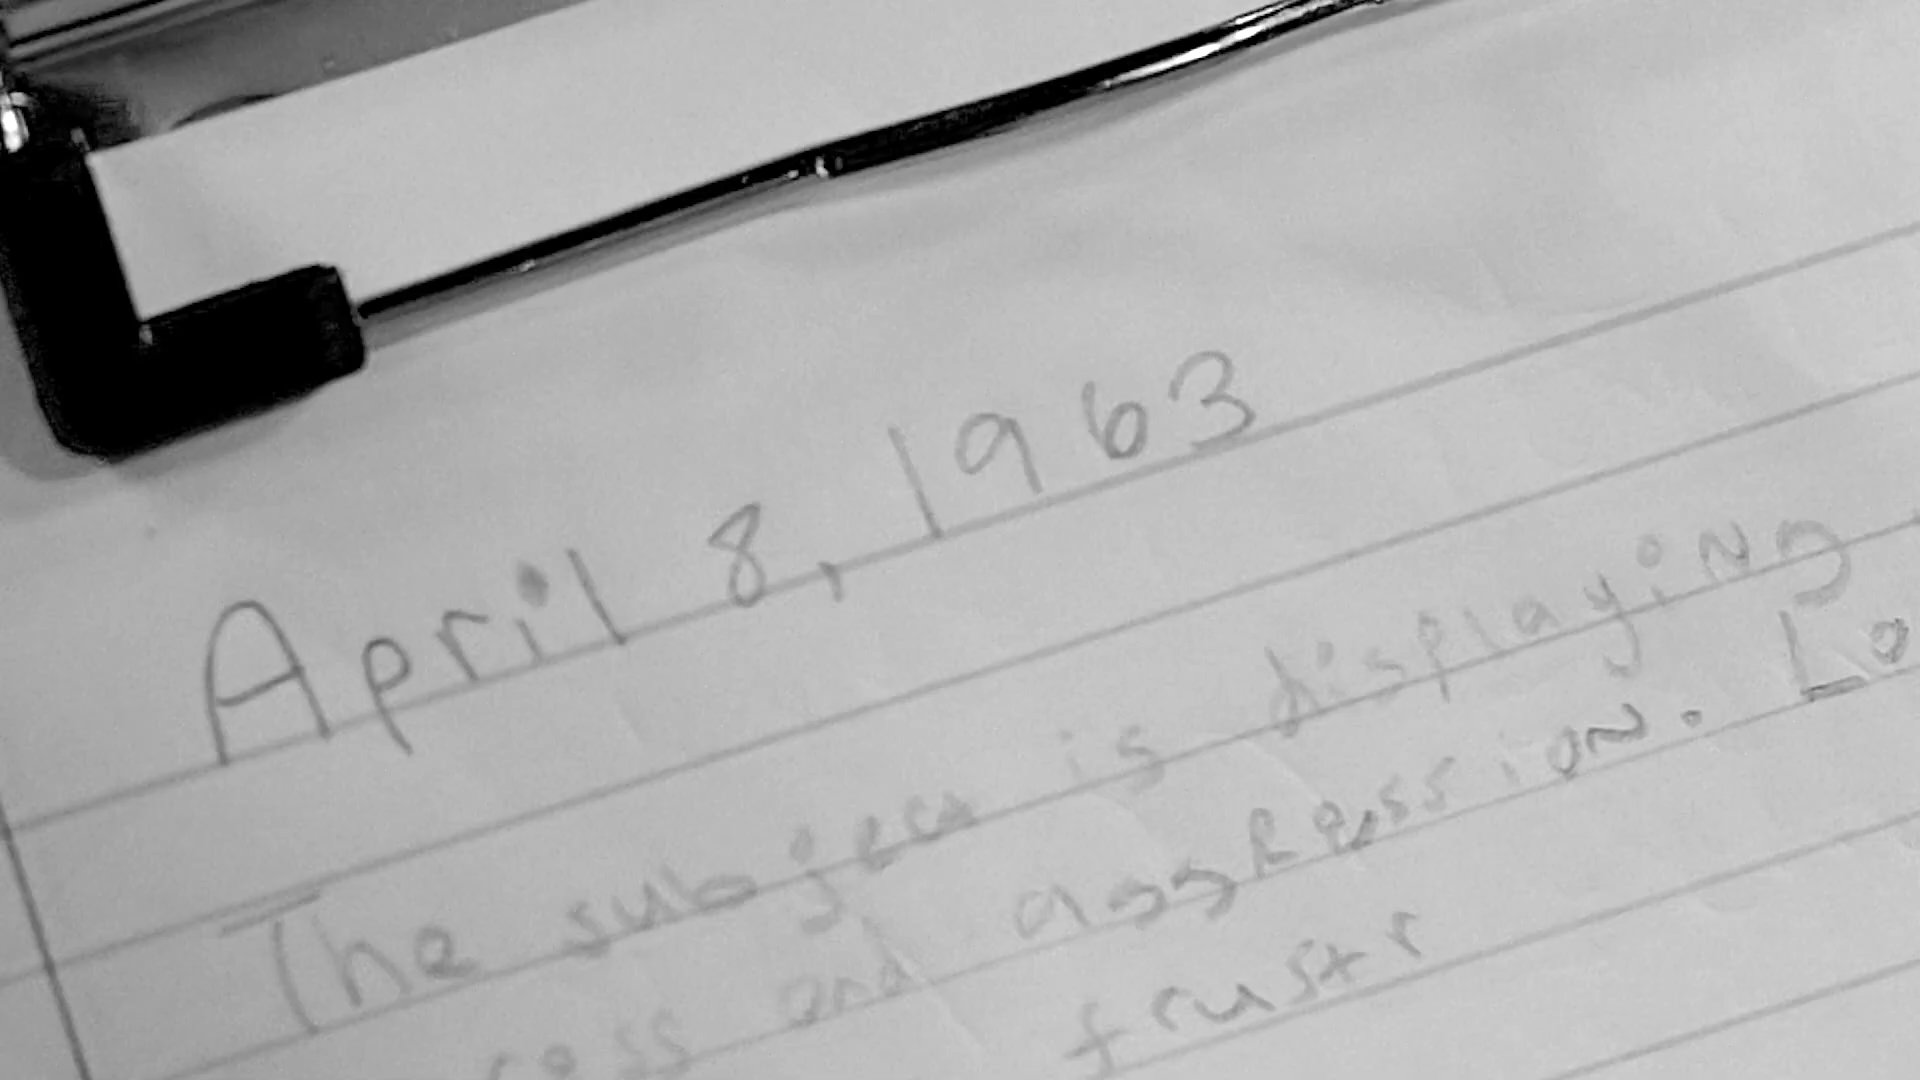 April 8, 1963
The subject is displaying
and aggression. Lo
frustr